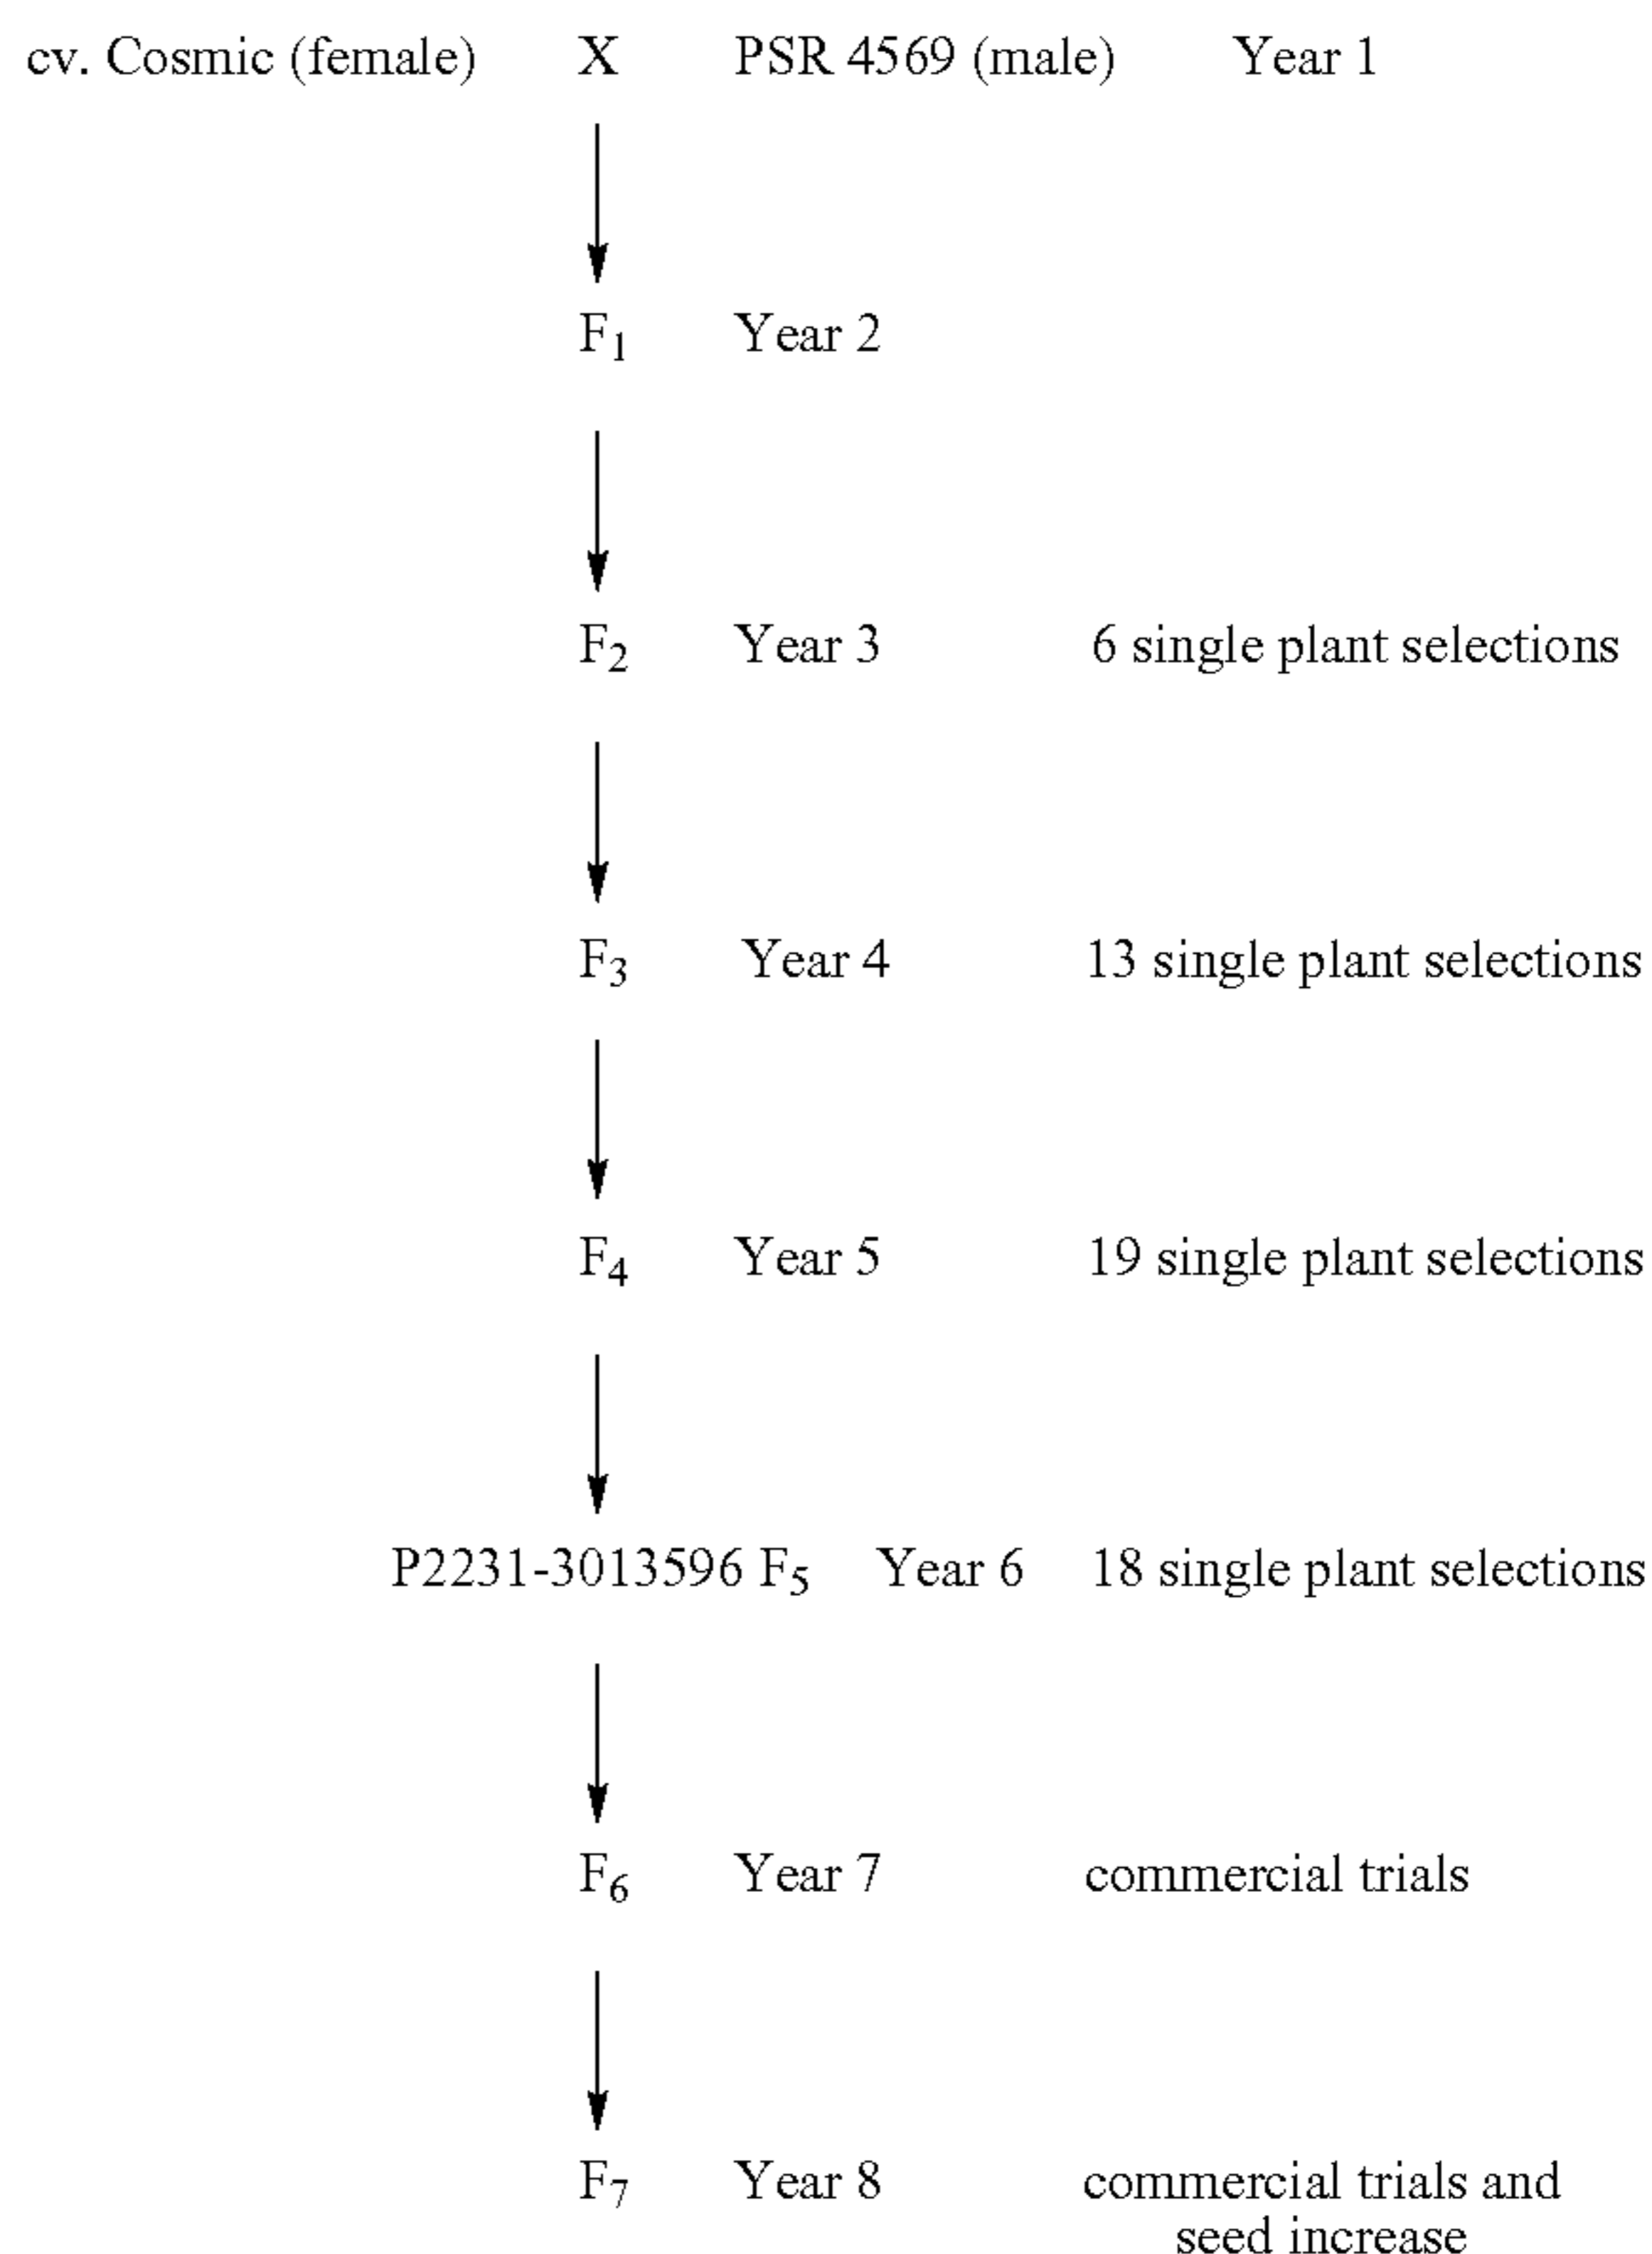 cv. Cosmic (female) X PSR 4569 (male) Year 1
F1 Year 2
F2 Year 3 6 single plant selections
F3 Year 4 13 single plant selections
F4 Year 5 19 single plant selections
P2231-3013596 F5 Year 6 18 single plant selections
F6 Year 7 commercial trials
F7 Year 8 commercial trials and
seed increase